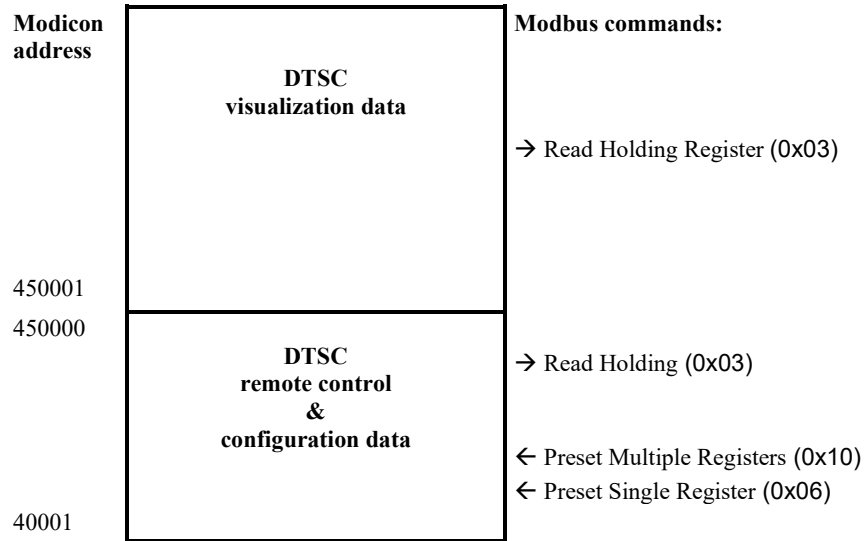 Modicon address
Modbus commands:
DTSC
visualization data
→ Read Holding Register (0x03)
450001
450000
DTSC
remote control
&
configuration data
→ Read Holding (0x03)
← Preset Multiple Registers (0x10)
← Preset Single Register (0x06)
40001